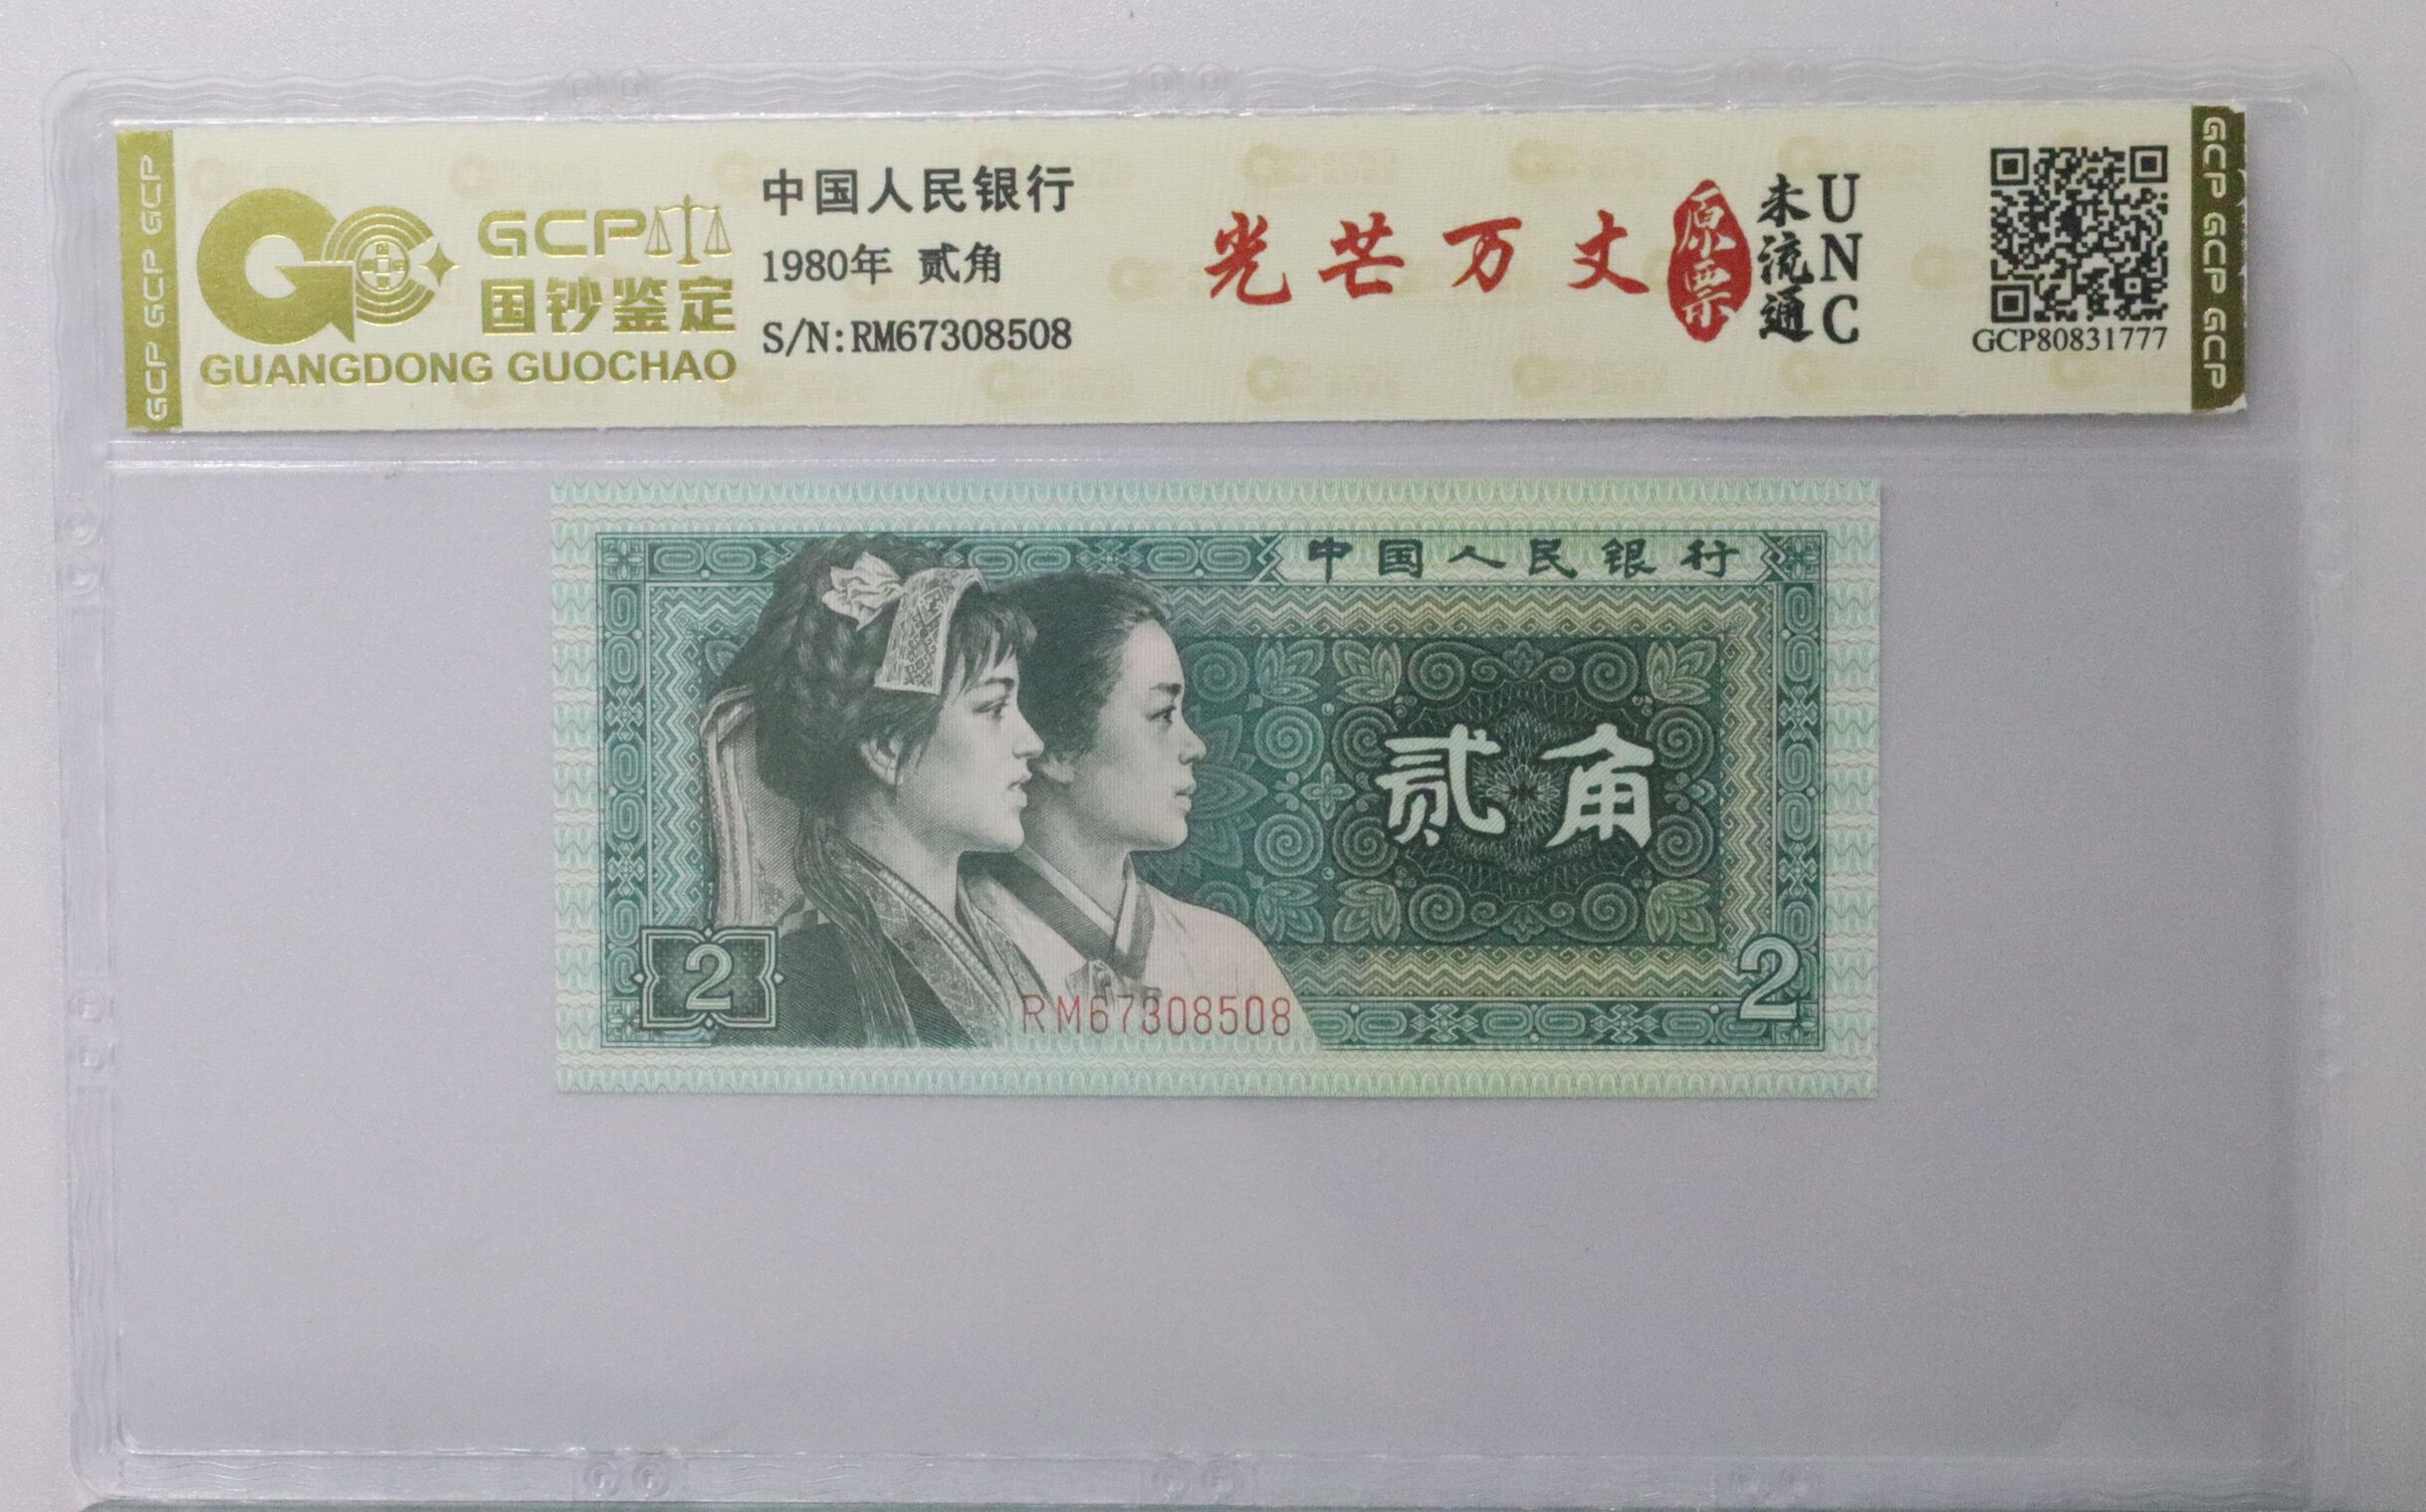 GCP GCP GCP
GCP
国钞鉴定
GUANGDONG GUOCHAO
中国人民银行
1980年 贰角
S/N:RM67308508
光芒万丈
原票
未流通
UNC
GCP80831777
GCP GCP GCP
中国人民银行
贰角
2
2
RM67308508